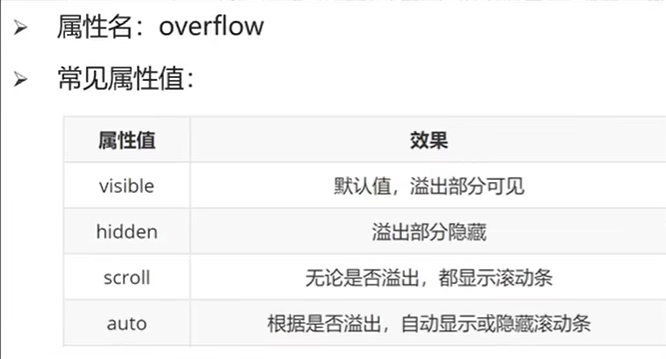 属性名：overflow
常见属性值：
属性值 效果
visible 默认值，溢出部分可见
hidden 溢出部分隐藏
scroll 无论是否溢出，都显示滚动条
auto 根据是否溢出，自动显示或隐藏滚动条